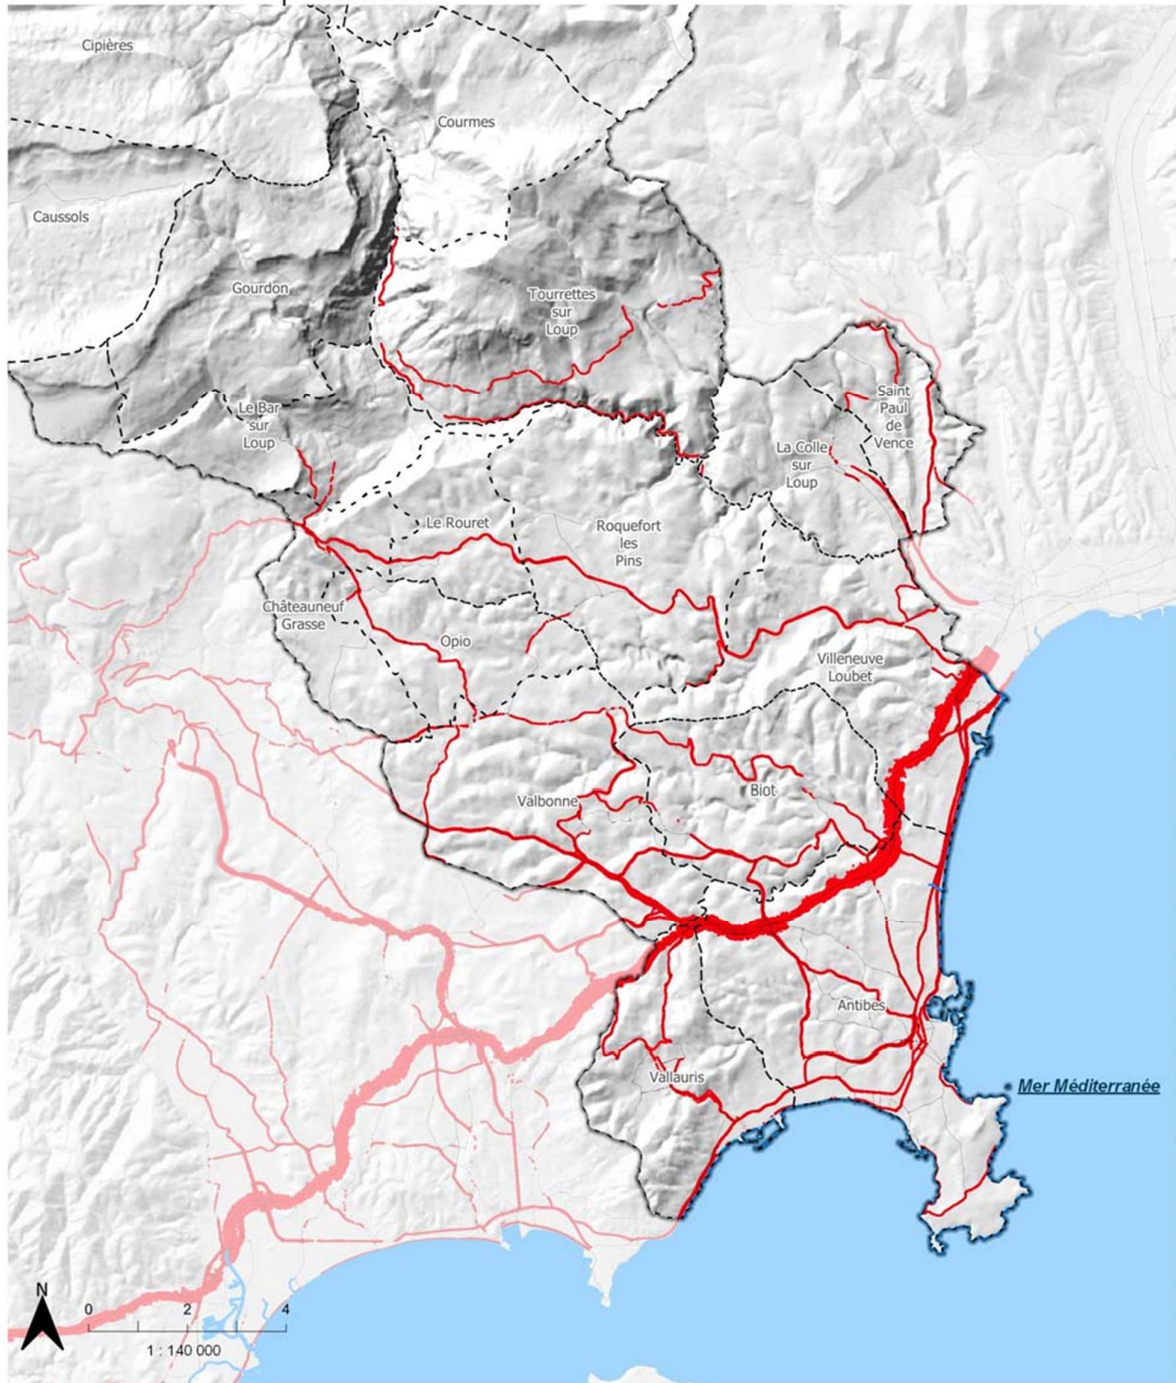 Cipières
Courmes
Caussols
Gourdon
Tourrettes
sur
Loup
Le Bar
sur
Loup
Saint
Paul
de
Vence
La Colle
sur
Loup
Le Rouret
Roquefort
les
Pins
Châteauneuf
Grasse
Opio
Villeneuve
Loubet
Valbonne
Biot
Antibes
Vallauris
Mer Méditerranée
N
0 2 4
1 : 140 000